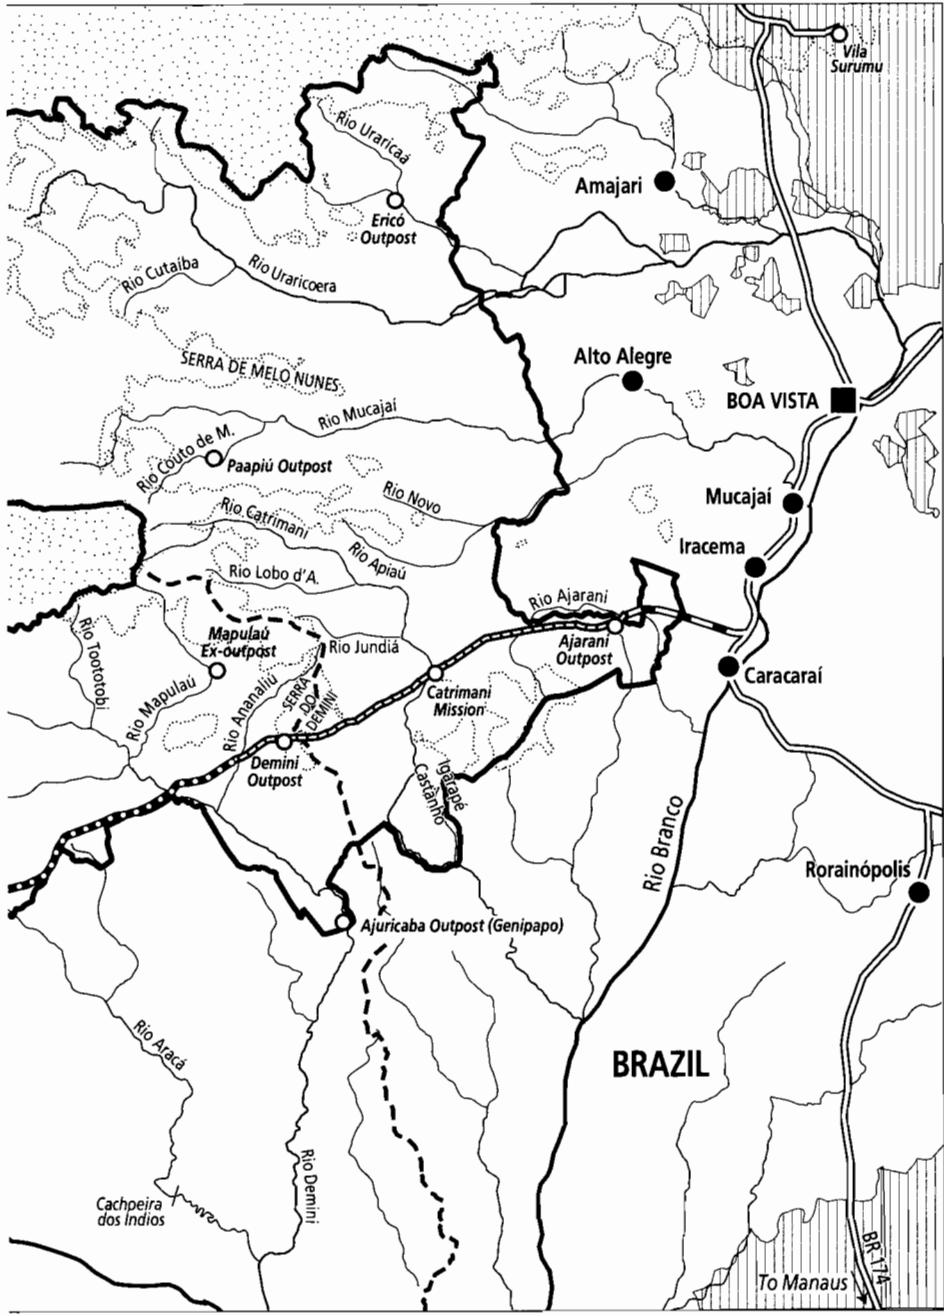 Vila
Surumu
Rio Uraricaá
Amajari
Ericó
Outpost
Rio Cutaíba
Rio Uraricoera
SERRA DE MELO NUNES
Alto Alegre
BOA VISTA
Rio Mucajaí
Rio Couto de M.
Paapiú Outpost
Rio Novo
Mucajaí
Rio Catrimani
Rio Apiaú
Iracema
Rio Lobo d'A.
Rio Ajarani
Rio Tootobi
Mapulaú
Ex-outpost
Rio Jundiá
Ajarani
Outpost
Caracaraí
Rio Mapulaú
Rio Ananaliú
SERRA
DO
DEMINI
Catrimani
Mission
Demini
Outpost
Igarapé
Castanho
Rio Branco
Rorainópolis
Ajuricaba Outpost (Genipapo)
Rio Aracá
BRAZIL
Rio Demini
Cachpeira
dos Indios
BR 174
To Manaus